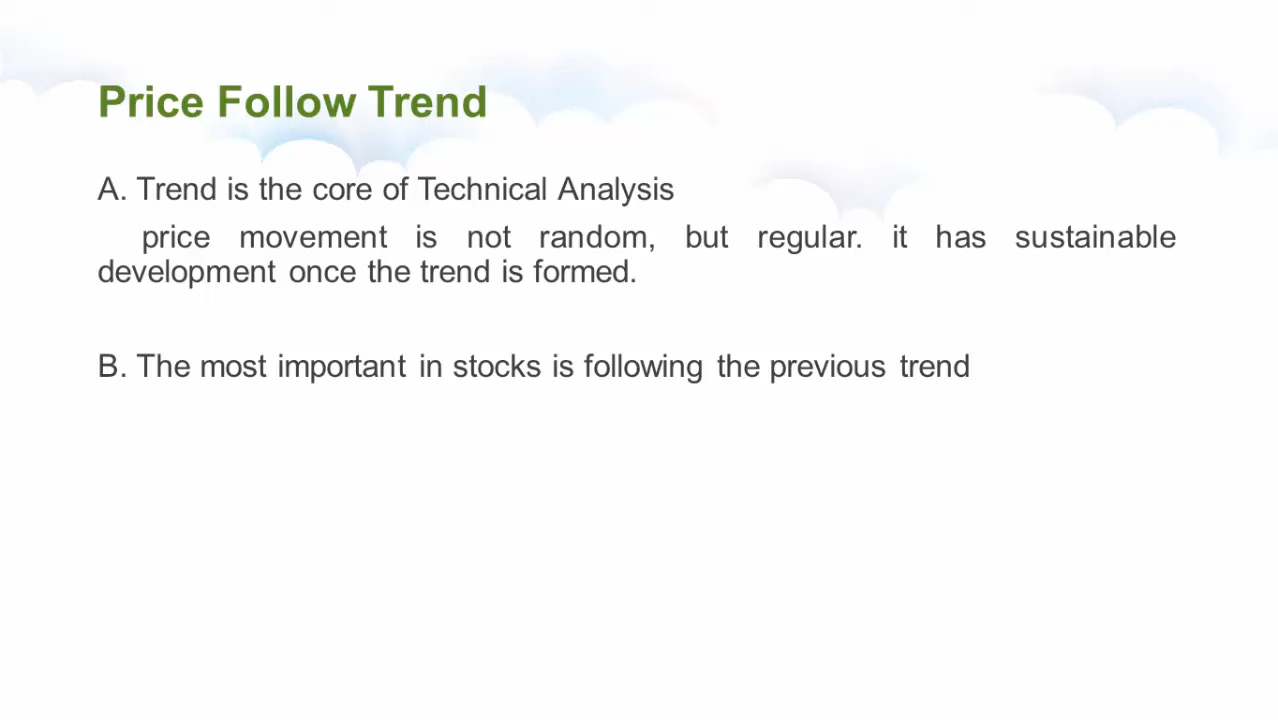 Price Follow Trend
A. Trend is the core of Technical Analysis
price movement is not random, but regular. it has sustainable
development once the trend is formed.
B. The most important in stocks is following the previous trend